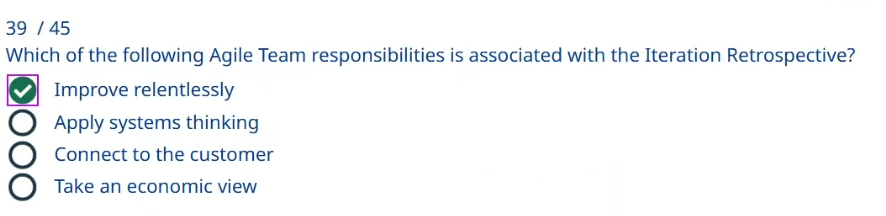 39 / 45
Which of the following Agile Team responsibilities is associated with the Iteration Retrospective?
Improve relentlessly
Apply systems thinking
Connect to the customer
Take an economic view